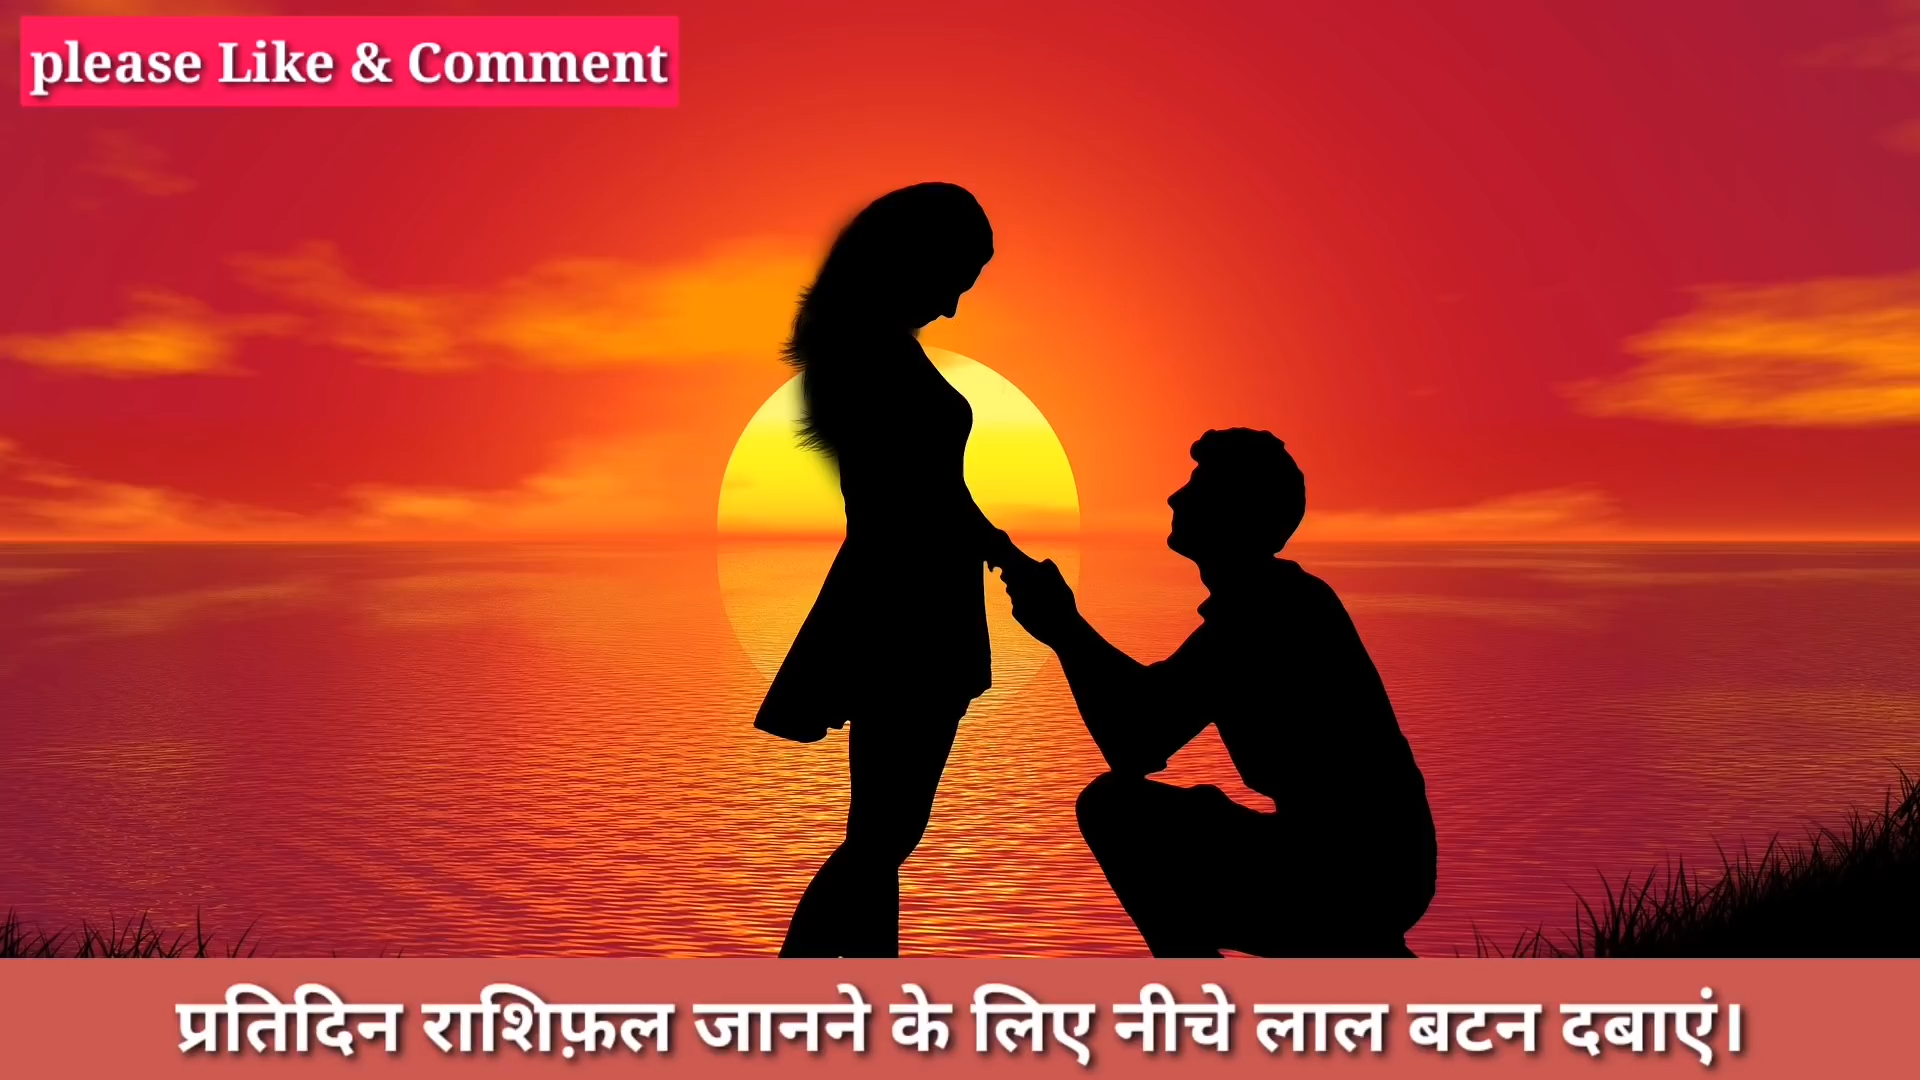 please Like & Comment
प्रतिदिन राशिफ़ल जानने के लिए नीचे लाल बटन दबाएं।